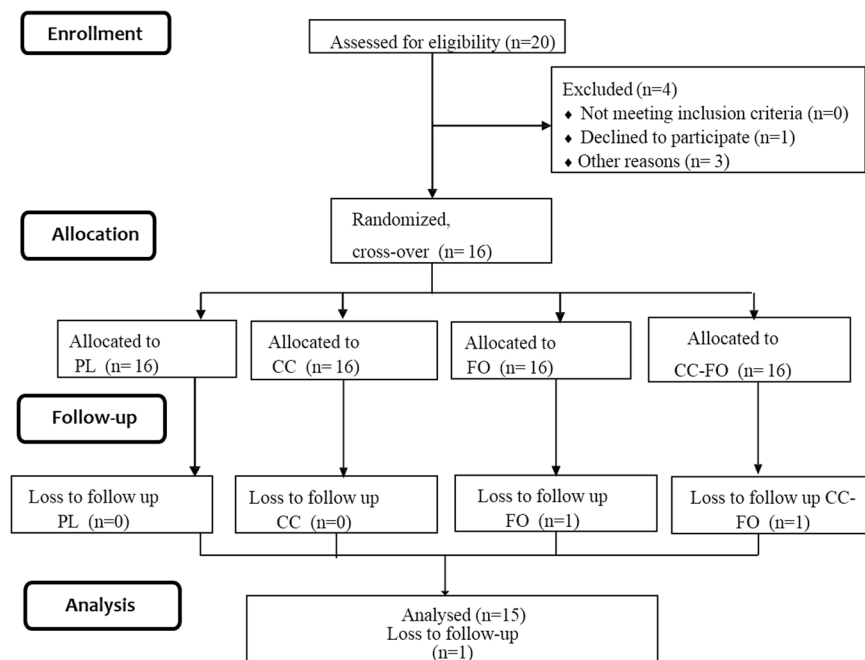 Enrollment
Assessed for eligibility (n=20)
Excluded (n=4)
♦ Not meeting inclusion criteria (n=0)
♦ Declined to participate (n=1)
♦ Other reasons (n= 3)
Allocation
Randomized,
cross-over (n= 16)
Allocated to
PL (n= 16)
Allocated to
CC (n= 16)
Allocated to
FO (n= 16)
Allocated to
CC-FO (n= 16)
Follow-up
Loss to follow up
PL (n=0)
Loss to follow up
CC (n=0)
Loss to follow up
FO (n=1)
Loss to follow up CC-
FO (n=1)
Analysis
Analysed (n=15)
Loss to follow-up
(n=1)